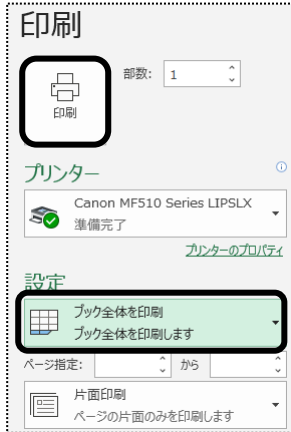 印刷
部数: 1
印刷
プリンター
Canon MF510 Series LIPSLX
準備完了
プリンターのプロパティ
設定
ブック全体を印刷
ブック全体を印刷します
ページ指定: から
片面印刷
ページの片面のみを印刷します